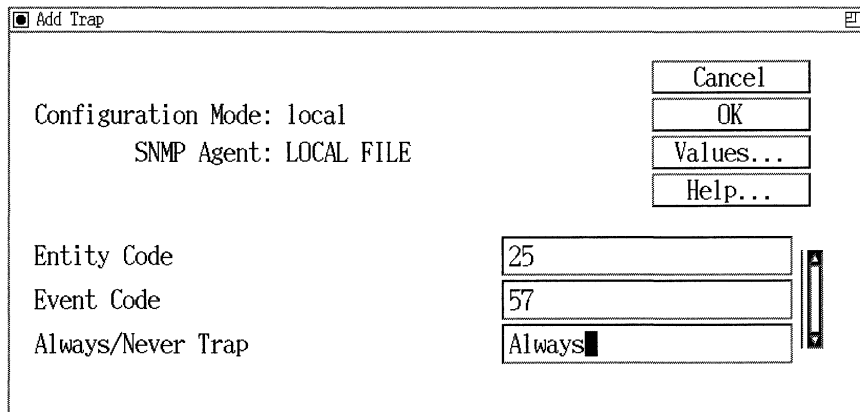 Add Trap
Cancel
Configuration Mode: local
OK
SNMP Agent: LOCAL FILE
Values...
Help...
Entity Code
25
Event Code
57
Always/Never Trap
Always